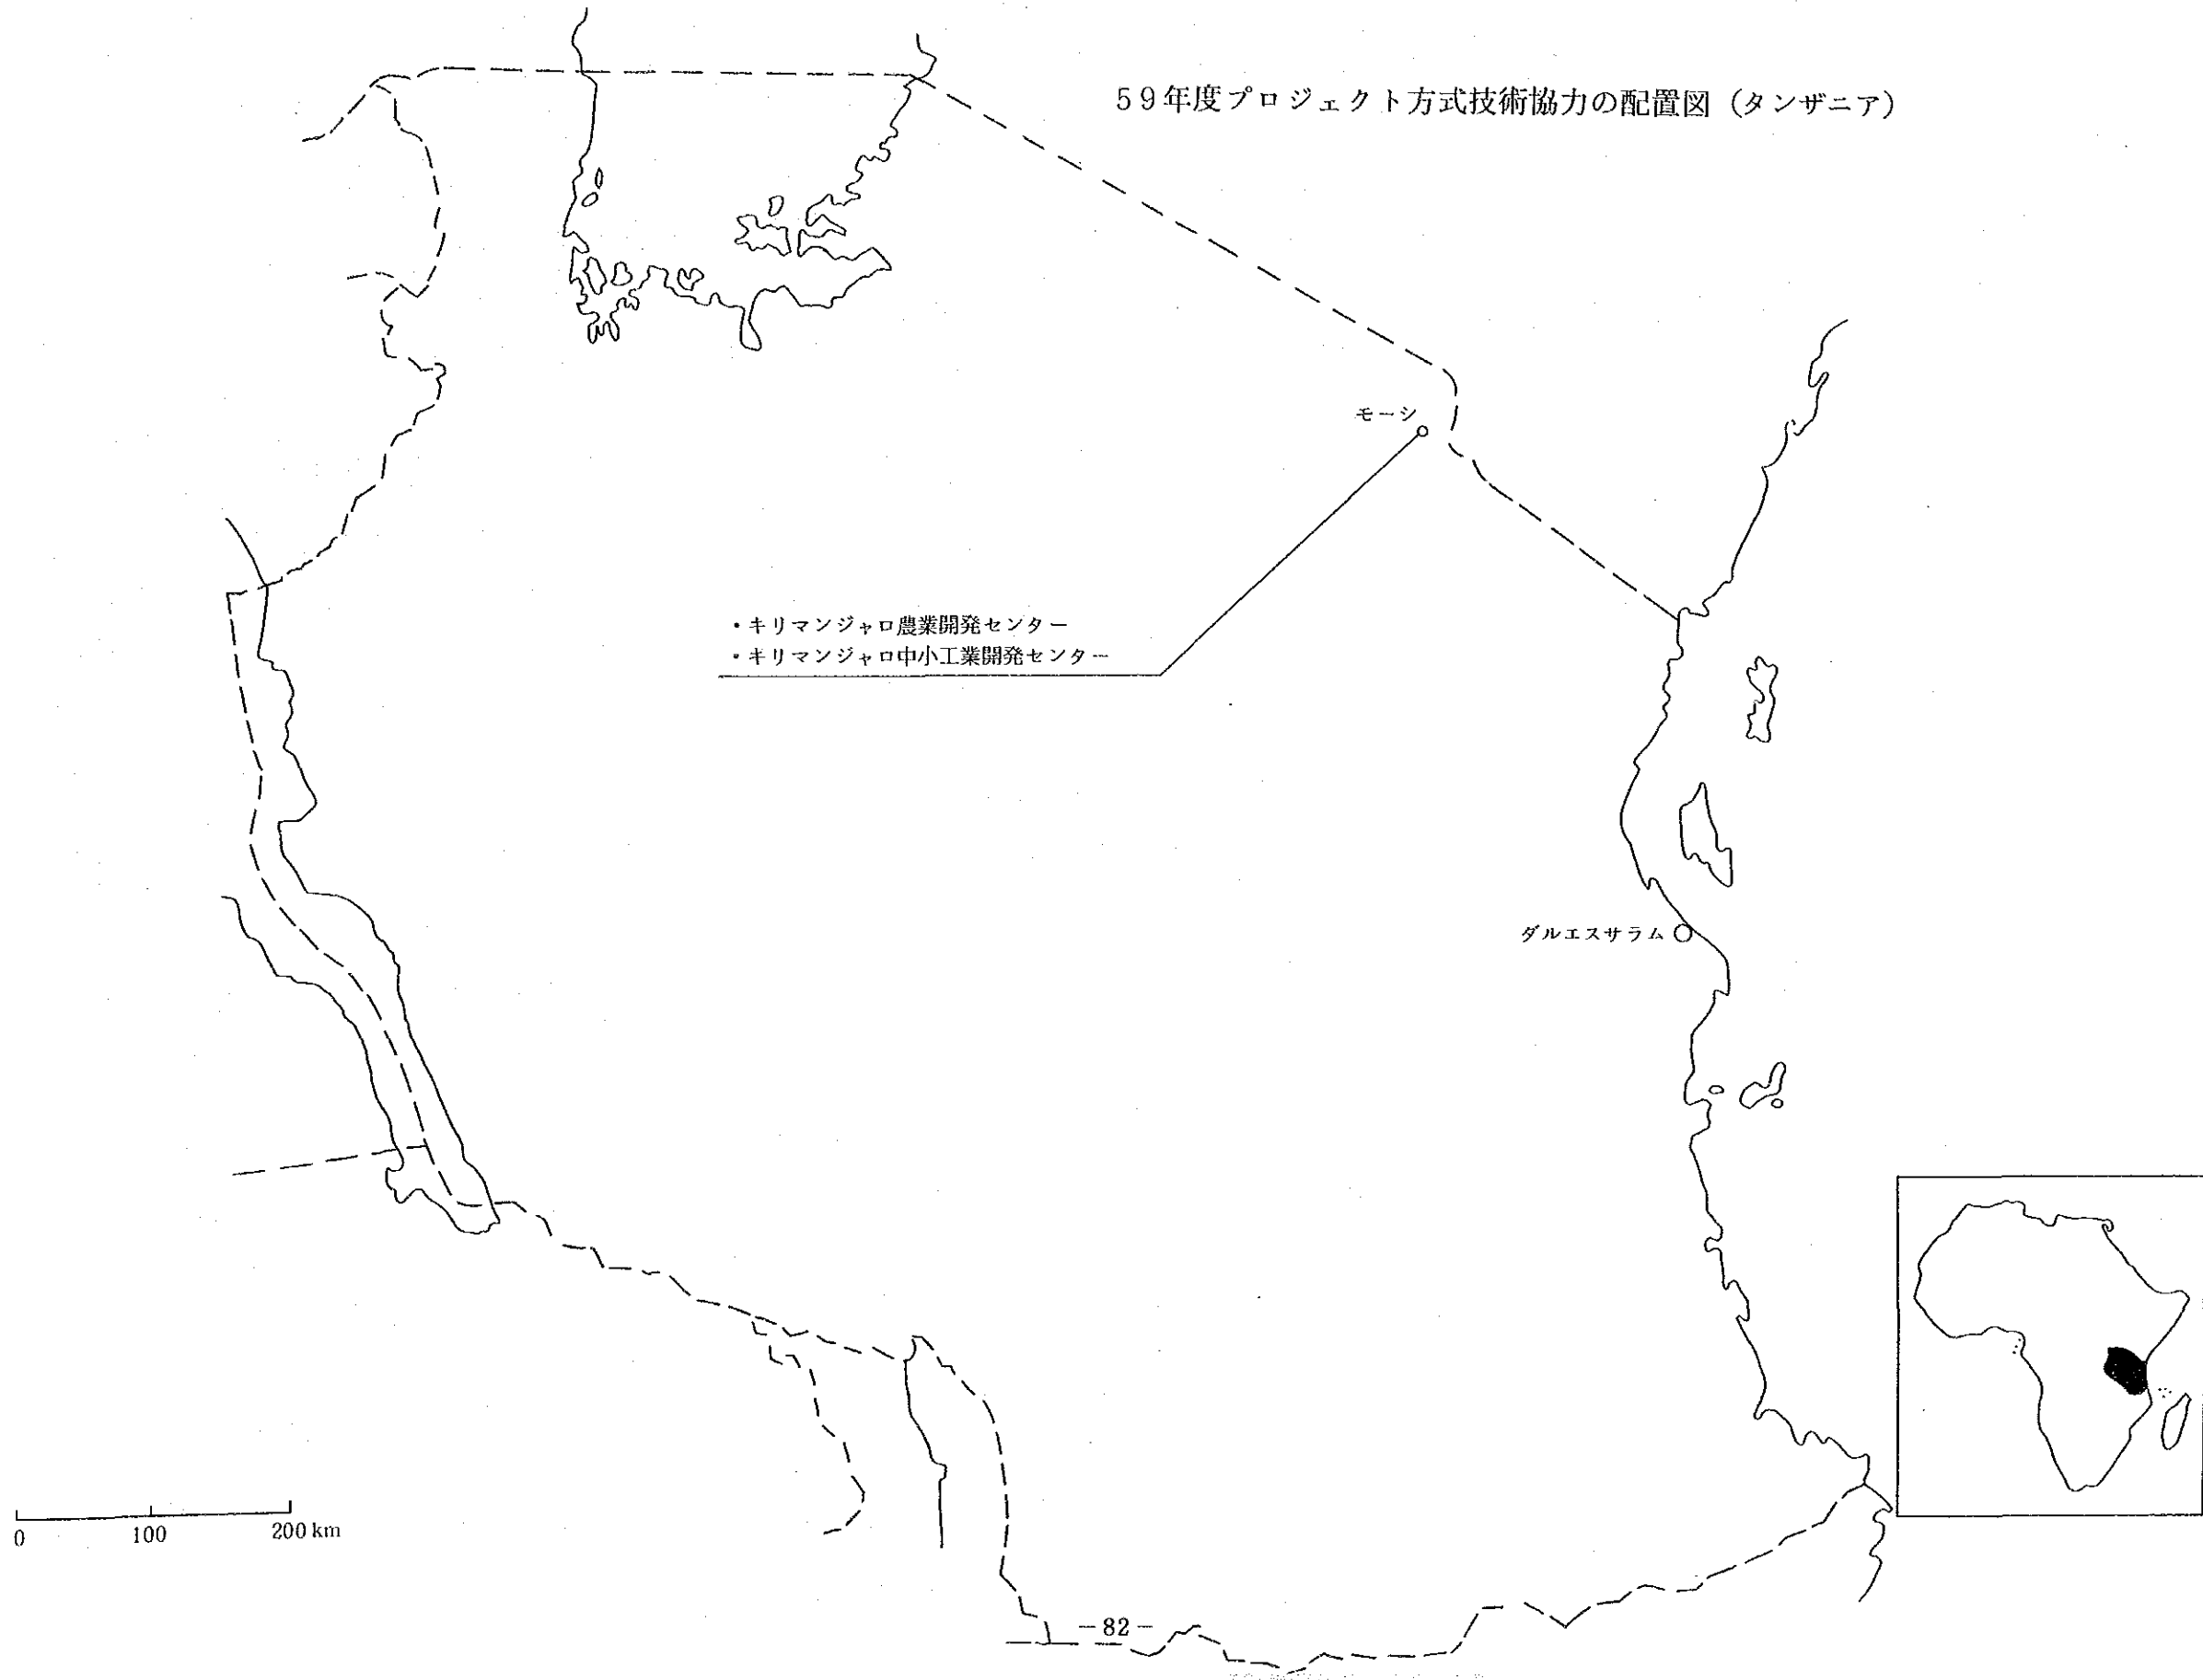 59年度プロジェクト方式技術協力の配置図（タンザニア）
モーシ
・キリマンジャロ農業開発センター
・キリマンジャロ中小工業開発センター
ダルエスサラム
0 100 200km
－82－